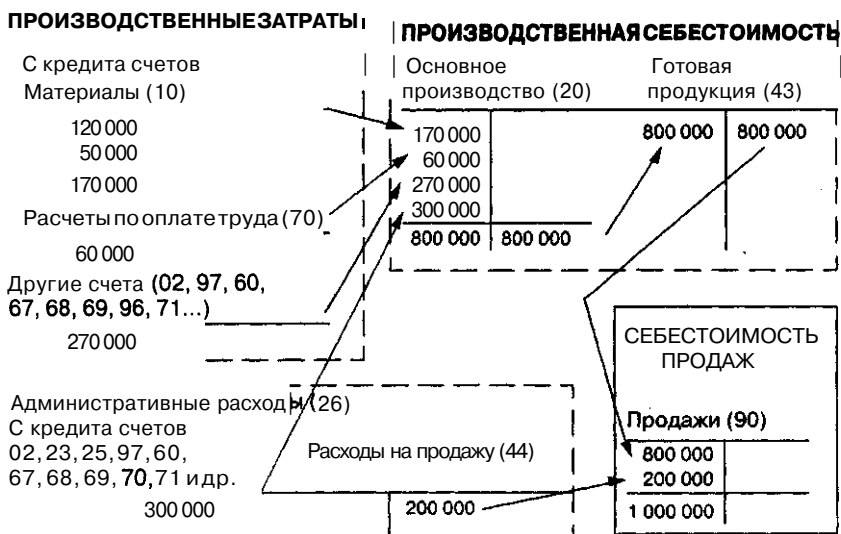 ПРОИЗВОДСТВЕННЫЕ ЗАТРАТЫ
С кредита счетов
Материалы (10)
120 000
50 000
170 000
Расчеты по оплате труда (70)
60 000
Другие счета (02, 97, 60,
67, 68, 69, 96, 71...)
270 000
Административные расходы (26)
С кредита счетов
02, 23, 25, 97, 60,
67, 68, 69, 70, 71 и др.
300 000
ПРОИЗВОДСТВЕННАЯ СЕБЕСТОИМОСТЬ
Основное
производство (20)
170 000
60 000
270 000
300 000
800 000 800 000
Готовая
продукция (43)
800 000 800 000
Расходы на продажу (44)
200 000
СЕБЕСТОИМОСТЬ
ПРОДАЖ
Продажи (90)
800 000
200 000
1 000 000